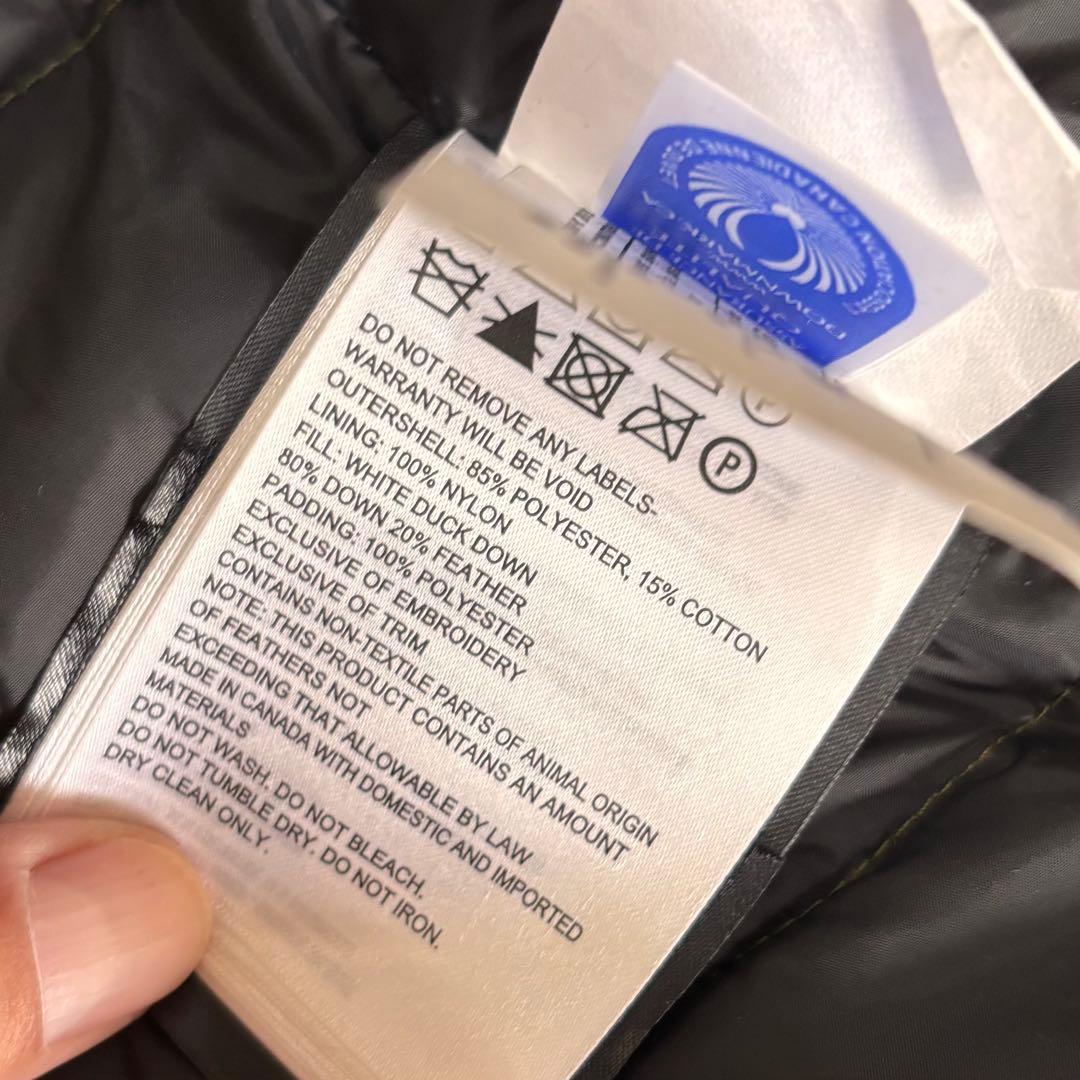 DOWNMARK
P
DO NOT REMOVE ANY LABELS-
WARRANTY WILL BE VOID
OUTERSHELL: 85% POLYESTER, 15% COTTON
LINING: 100% NYLON
FILL: WHITE DUCK DOWN
80% DOWN 20% FEATHER
PADDING: 100% POLYESTER
EXCLUSIVE OF EMBROIDERY
EXCLUSIVE OF TRIM
CONTAINS NON-TEXTILE PARTS OF ANIMAL ORIGIN
NOTE: THIS PRODUCT CONTAINS AN AMOUNT
OF FEATHERS NOT
EXCEEDING THAT ALLOWABLE BY LAW
MADE IN CANADA WITH DOMESTIC AND IMPORTED
MATERIALS
DO NOT WASH. DO NOT BLEACH.
DO NOT TUMBLE DRY. DO NOT IRON.
DRY CLEAN ONLY.